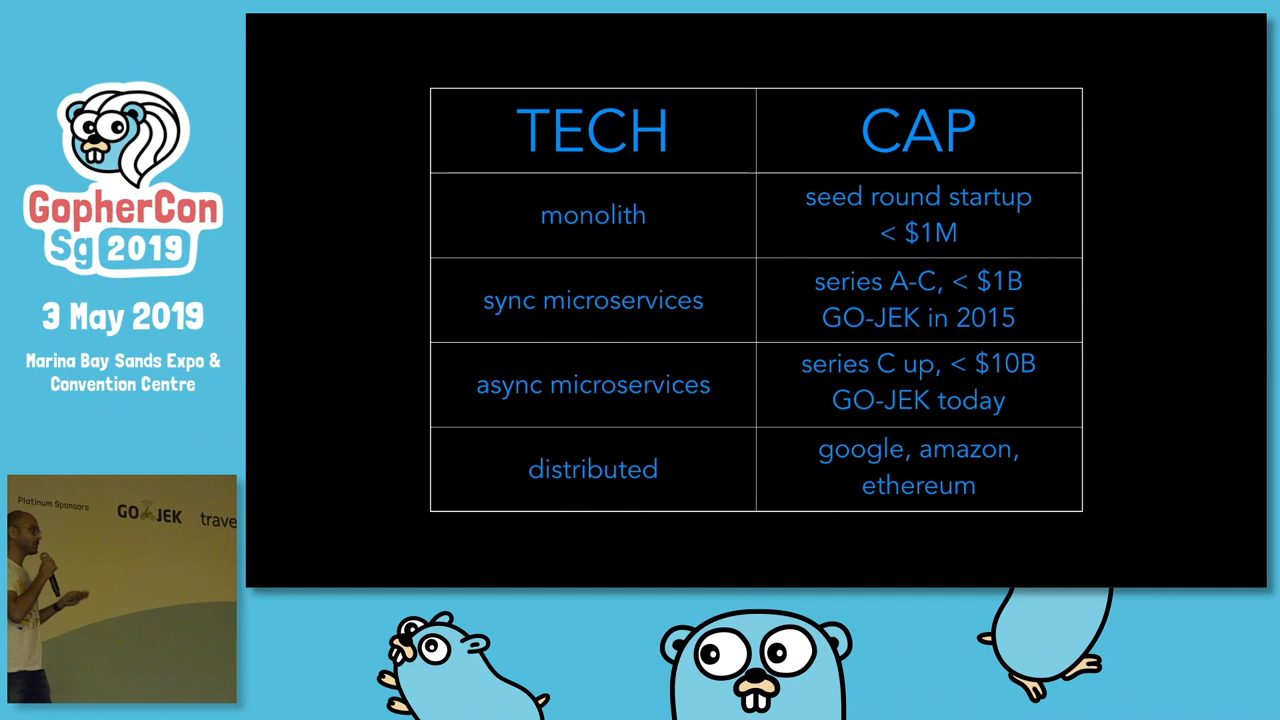 GopherCon
Sg 2019
3 May 2019
Marina Bay Sands Expo &
Convention Centre
TECH
CAP
monolith
seed round startup
< $1M
sync microservices
series A-C, < $1B
GO-JEK in 2015
async microservices
series C up, < $10B
GO-JEK today
distributed
google, amazon,
ethereum
Platinum Sponsors
GO JEK
trave